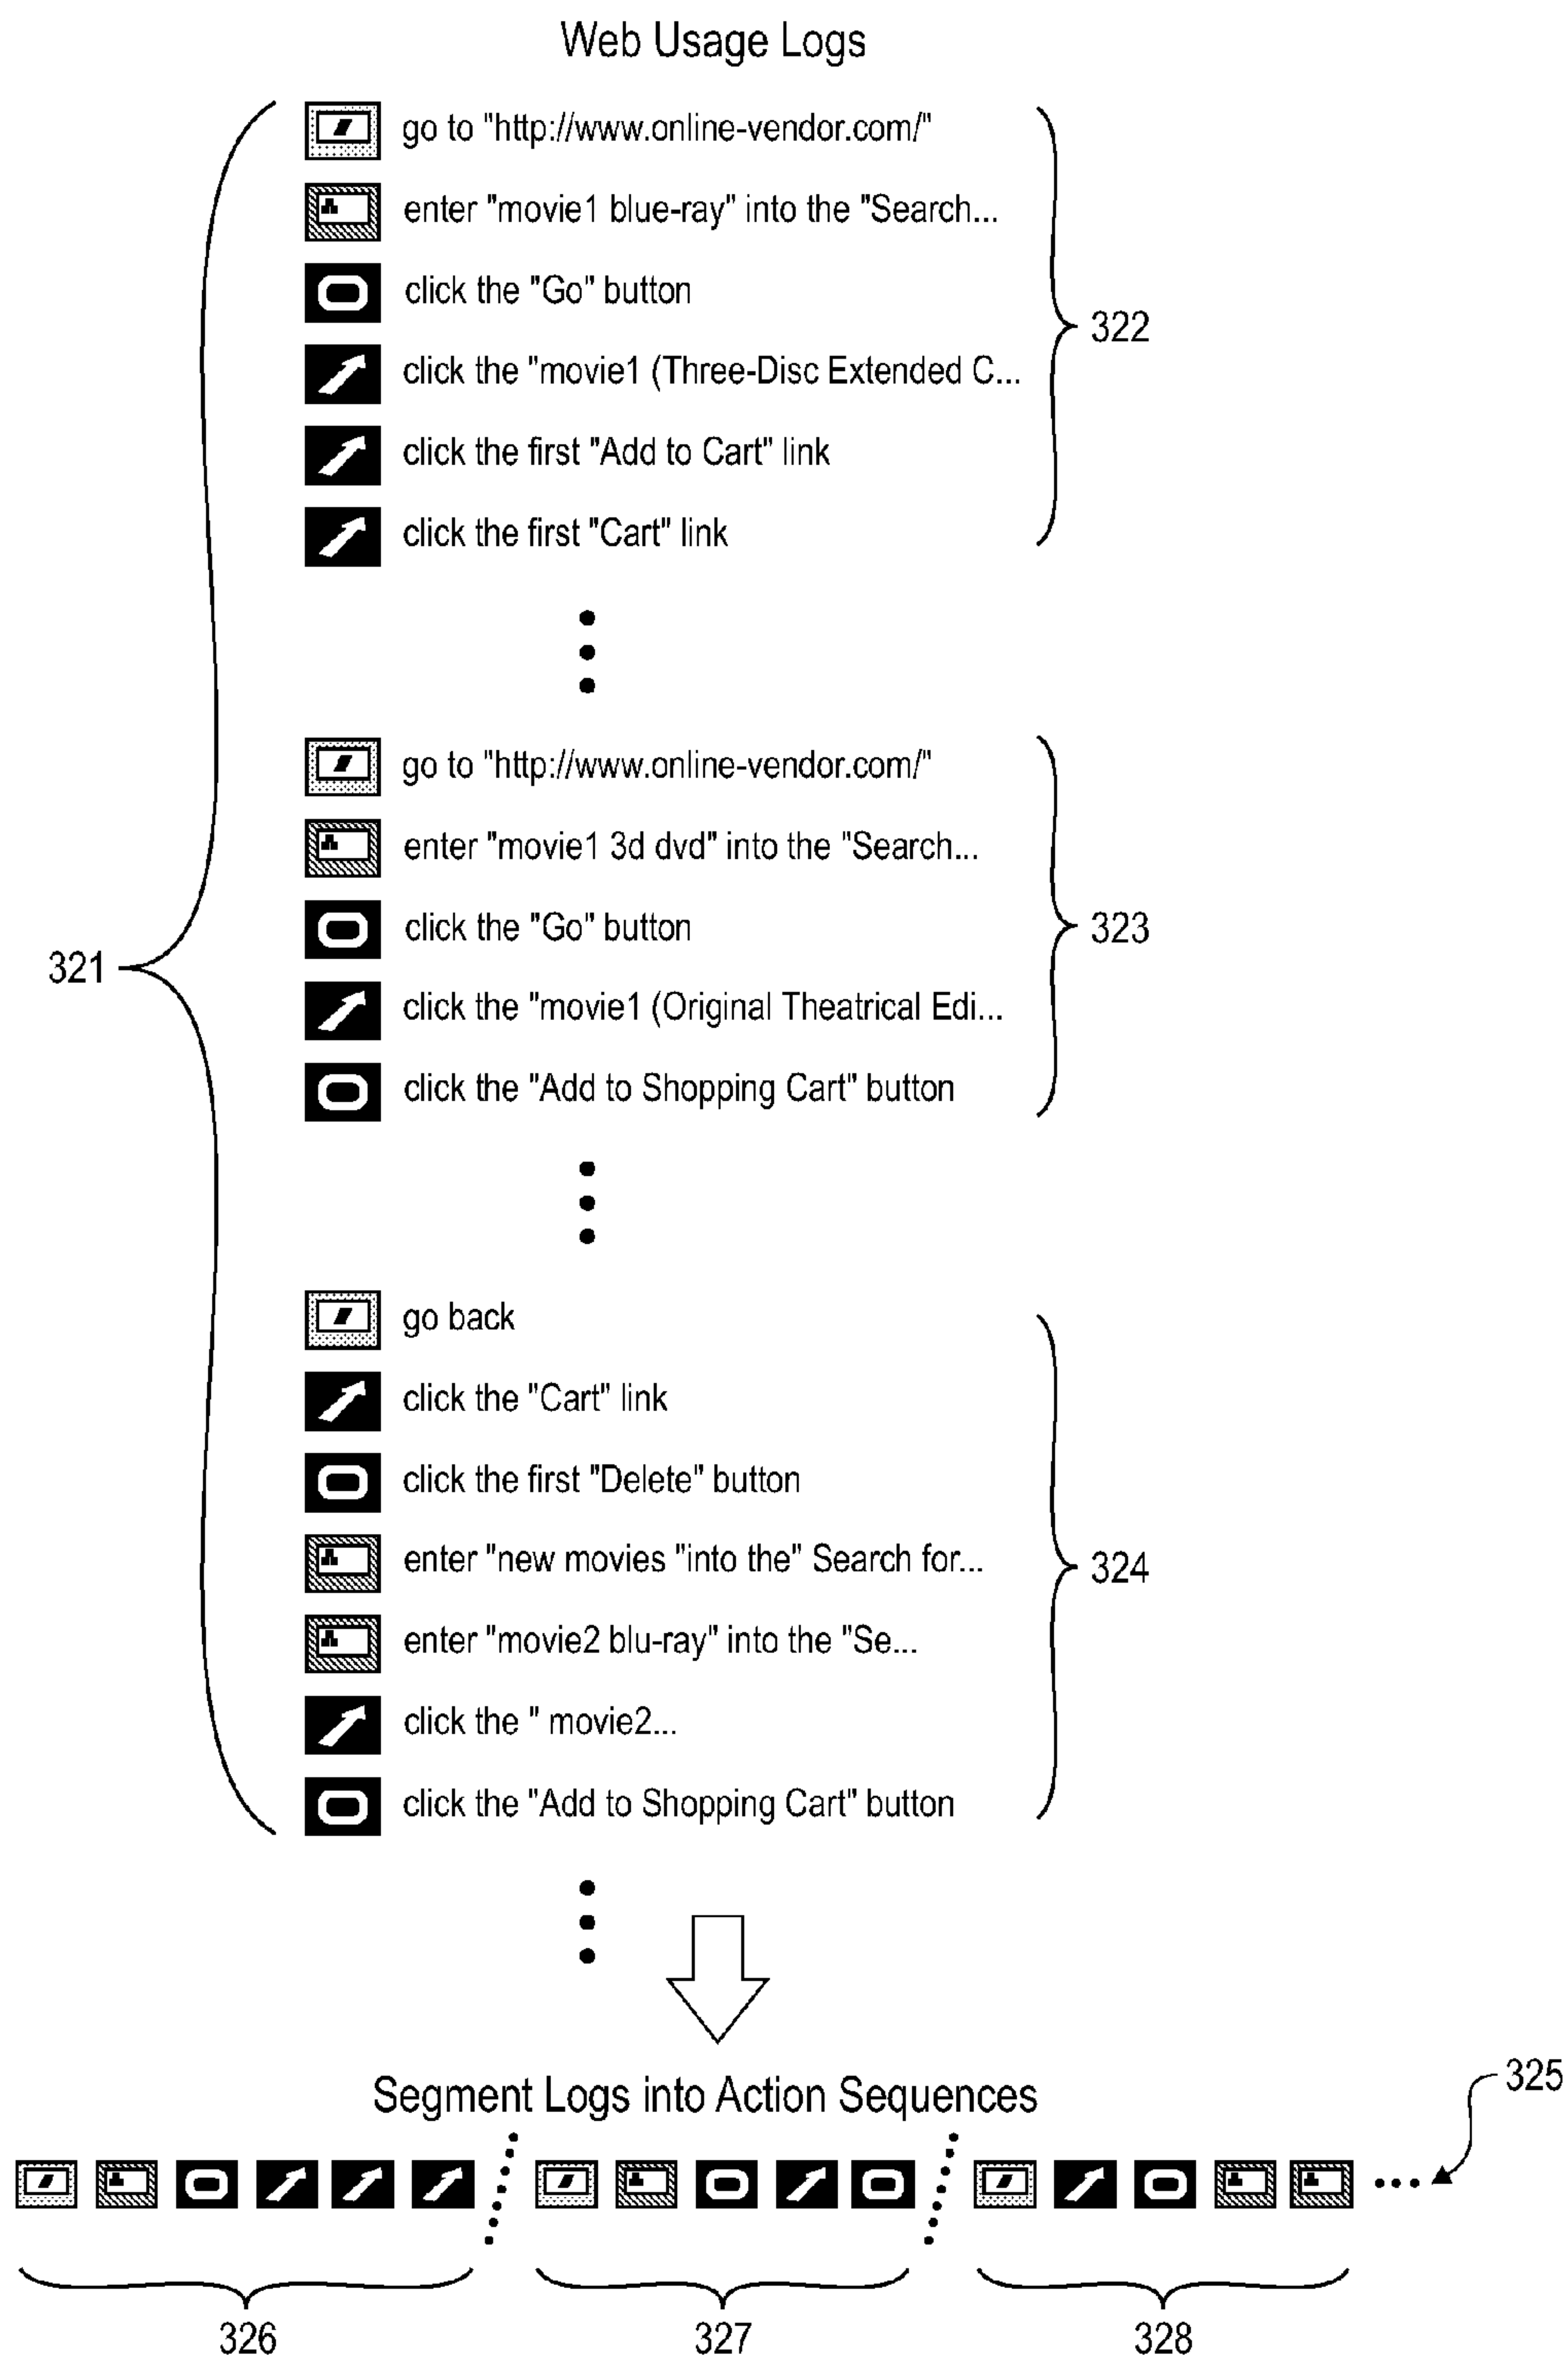 Web Usage Logs
go to "http://www.online-vendor.com/"
enter "movie1 blue-ray" into the "Search...
click the "Go" button
322
click the "movie1 (Three-Disc Extended C...
click the first "Add to Cart" link
click the first "Cart" link
go to "http://www.online-vendor.com/"
enter "movie1 3d dvd" into the "Search...
click the "Go" button
323
321
click the "movie1 (Original Theatrical Edi...
click the "Add to Shopping Cart" button
go back
click the "Cart" link
click the first "Delete" button
enter "new movies "into the" Search for...
324
enter "movie2 blu-ray" into the "Se...
click the " movie2...
click the "Add to Shopping Cart" button
Segment Logs into Action Sequences
325
...
326
327
328